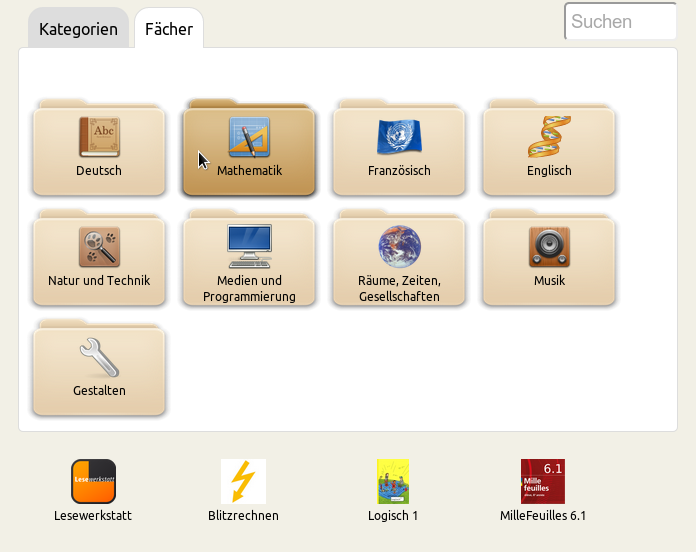 Kategorien
Fächer
Suchen
Abc
Deutsch
Mathematik
Französisch
Englisch
Natur und Technik
Medien und
Programmierung
Räume, Zeiten,
Gesellschaften
Musik
Gestalten
Lesewerkstatt
6.1
Mille
feuilles
Lesewerkstatt
Blitzrechnen
Logisch 1
MilleFeuilles 6.1